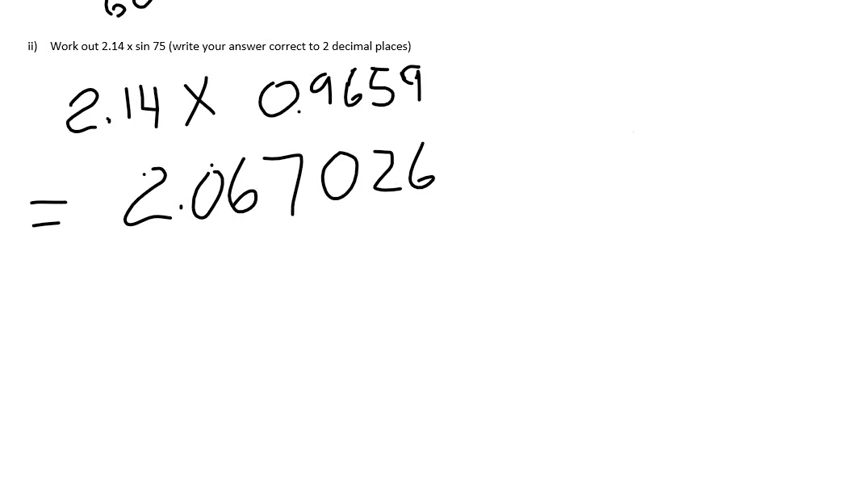 ii) Work out 2.14 x sin 75 (write your answer correct to 2 decimal places)
2.14 X 0.9659
= 2.067026